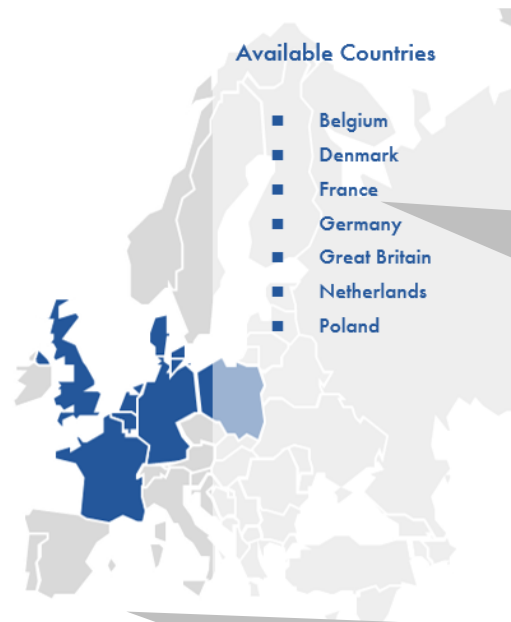 Available Countries
Belgium
Denmark
France
Germany
Great Britain
Netherlands
Poland